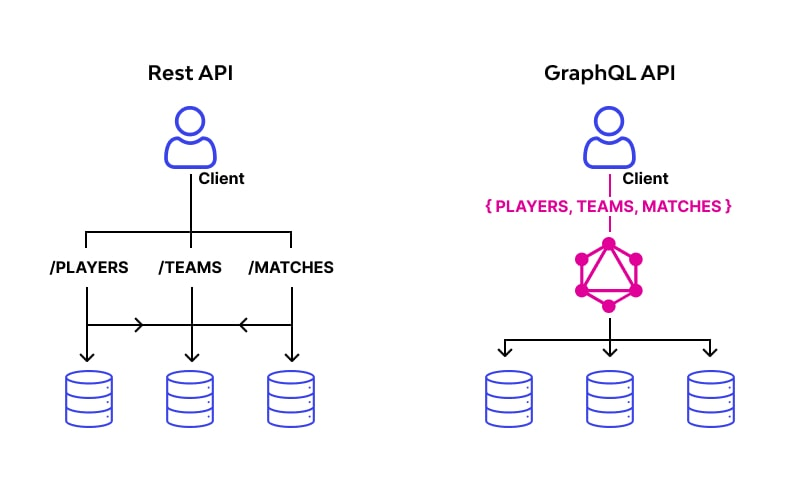 Rest API
Client
/PLAYERS /TEAMS /MATCHES
GraphQL API
Client
{ PLAYERS, TEAMS, MATCHES }